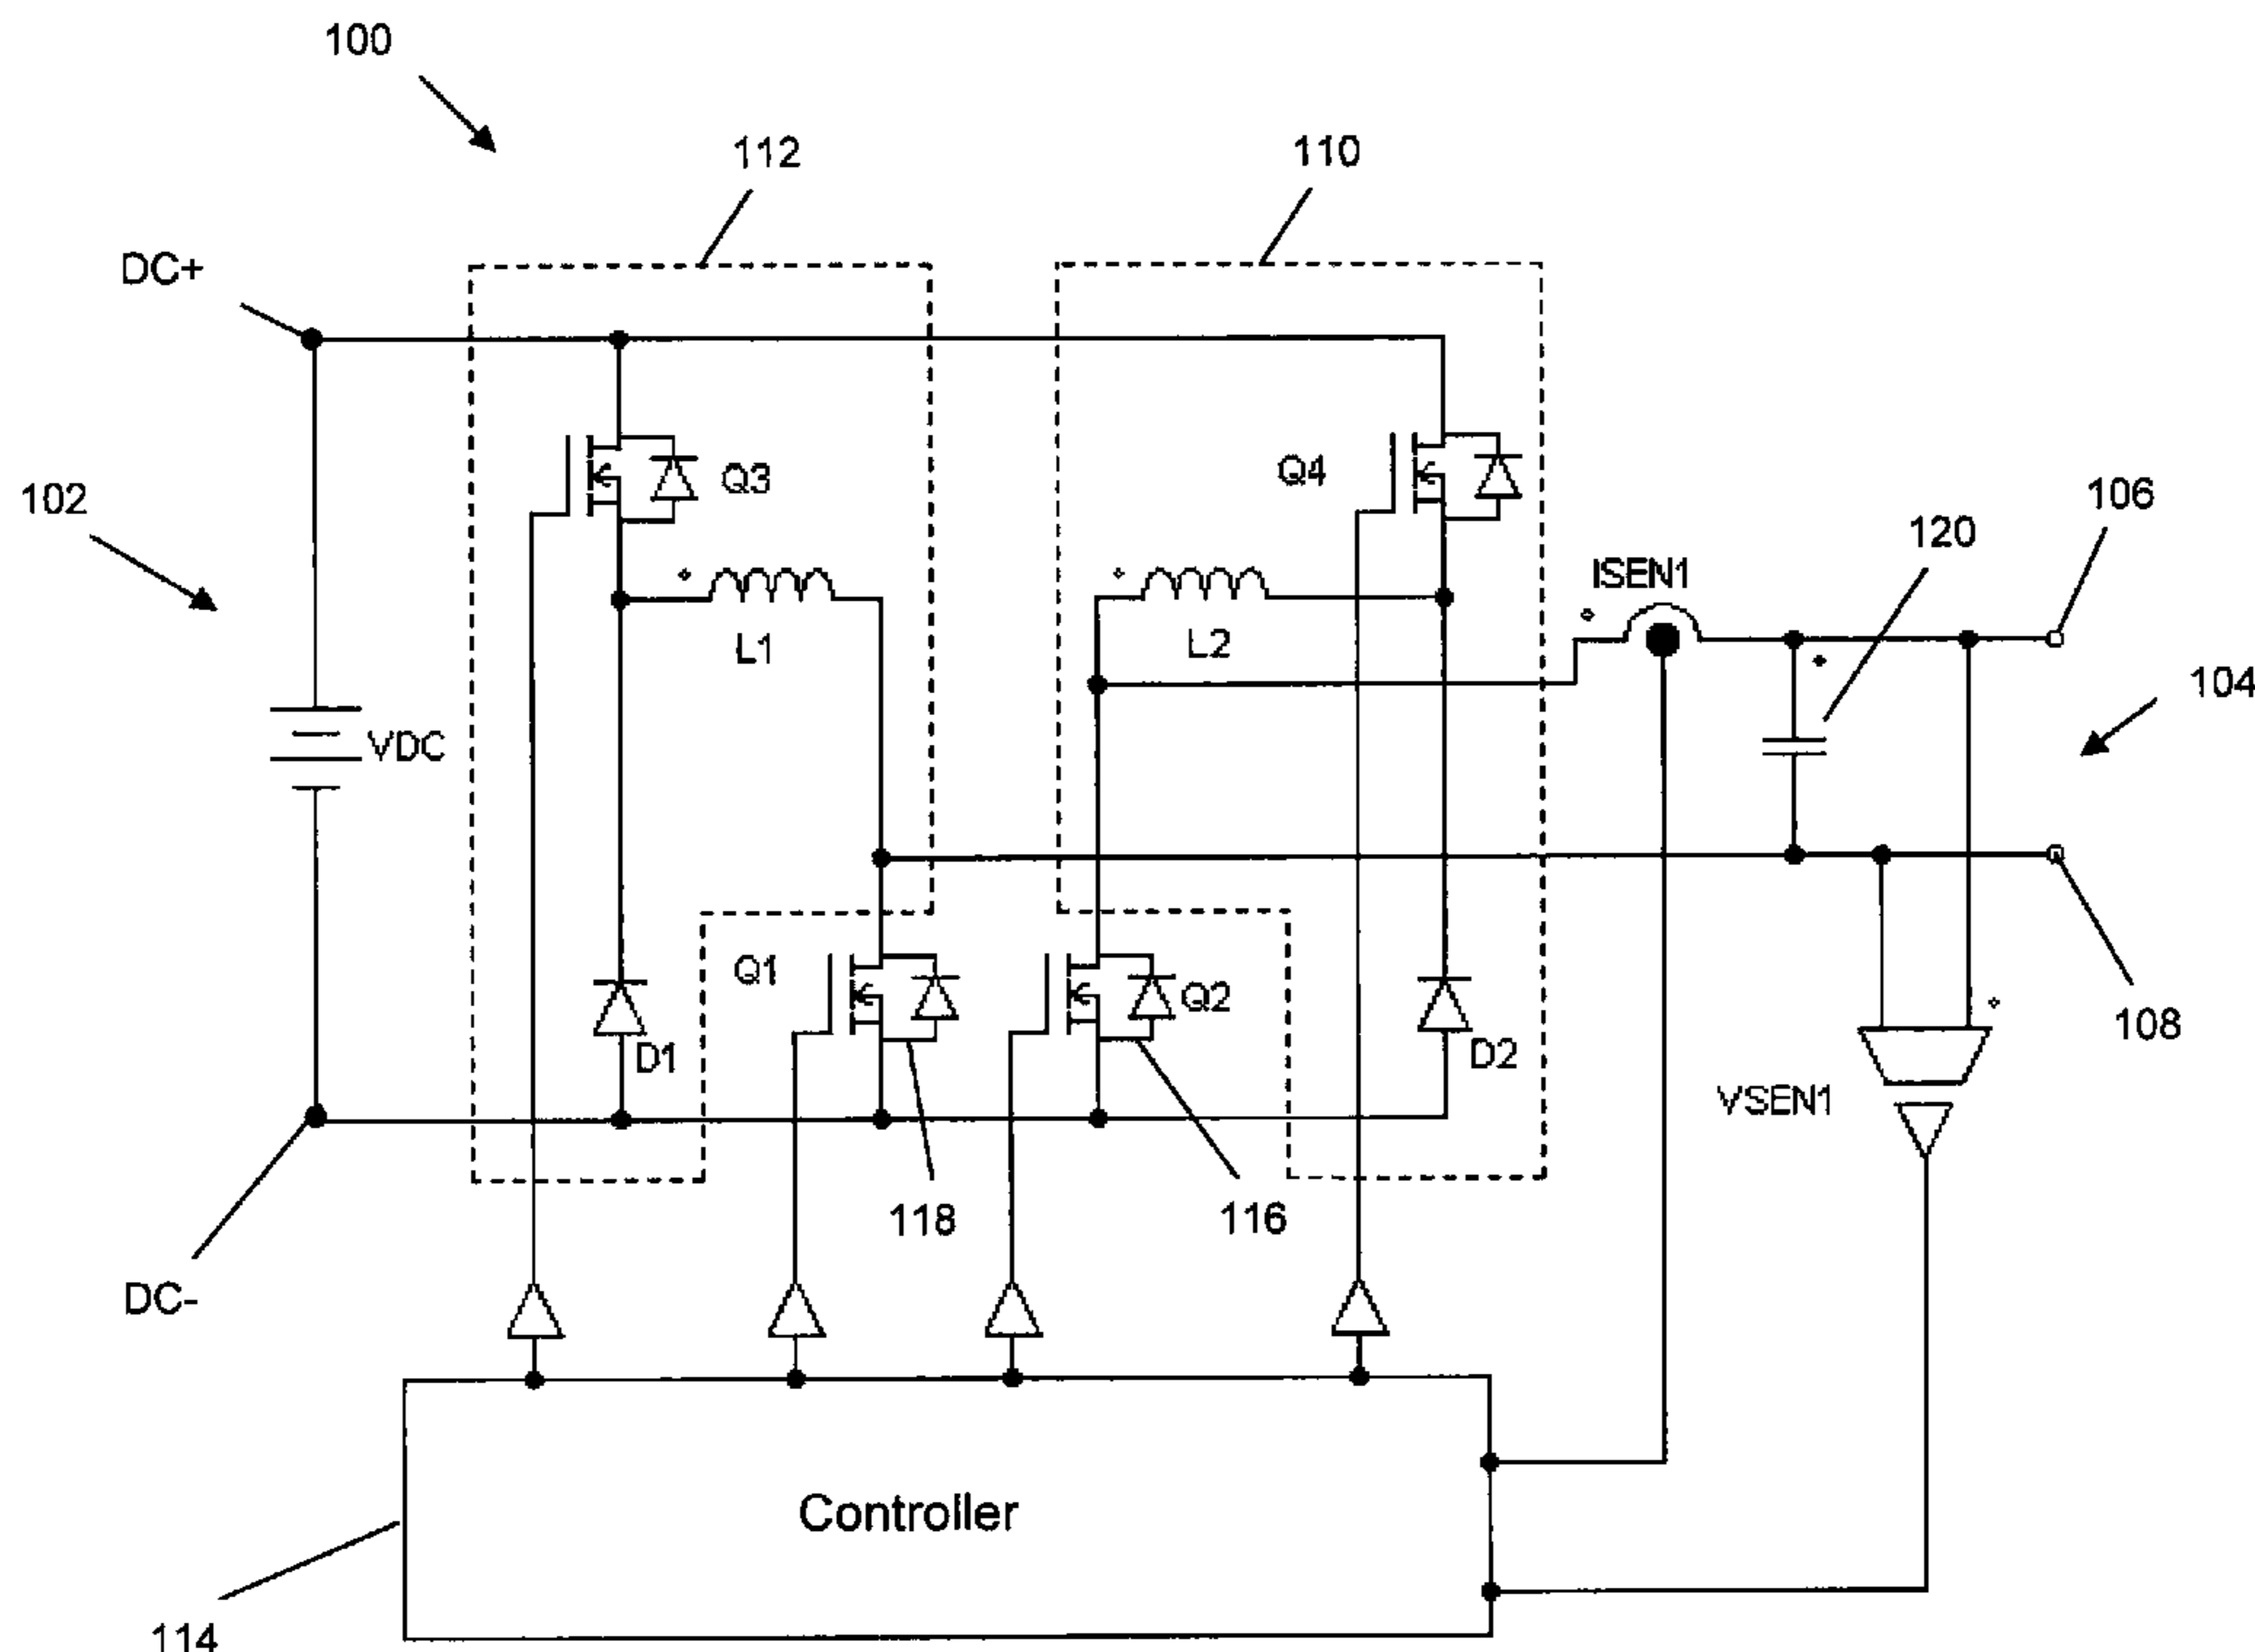 100
112
110
DC+
Q3
Q4
102
106
120
ISEN1
L1
L2
104
VDC
Q1
Q2
108
D1
D2
VSEN1
118
116
DC-
Controller
114